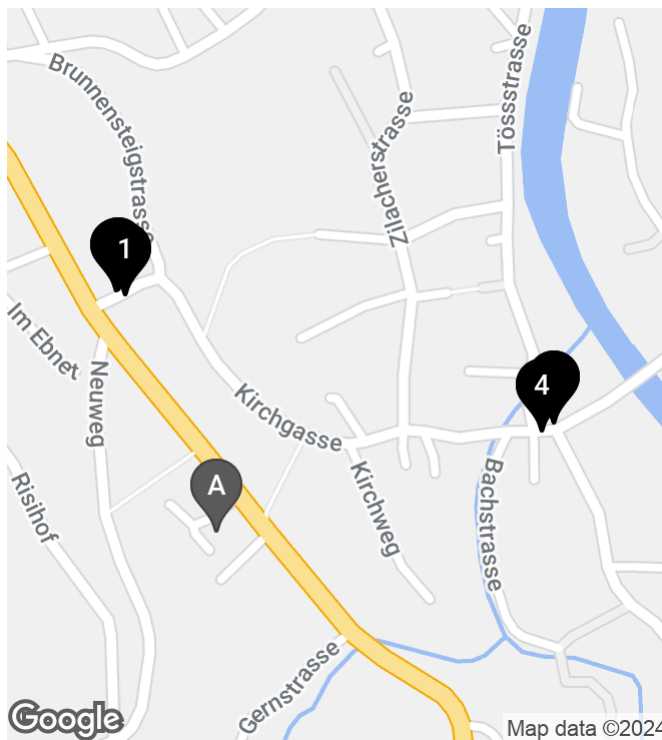 Brunnensteigstrasse
Tössstrasse
Zilacherstrasse
1
Im Ebnet
Neuweg
4
Kirchgasse
Risihof
A
Kirchweg
Bachstrasse
Gernstrasse
Google
Map data ©2024